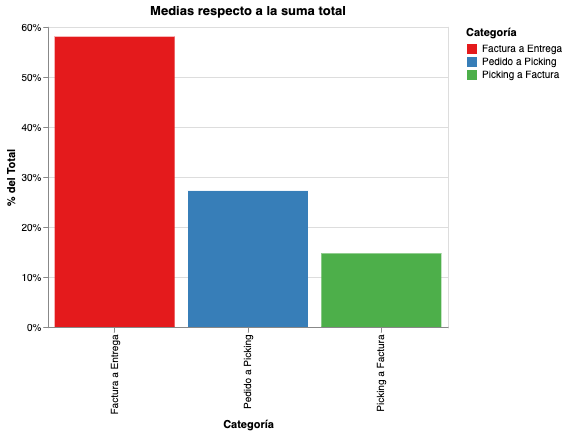 Medias respecto a la suma total
60%
50%
40%
30%
20%
10%
0%
% del Total
Factura a Entrega
Pedido a Picking
Picking a Factura
Categoría
Categoría
Factura a Entrega
Pedido a Picking
Picking a Factura